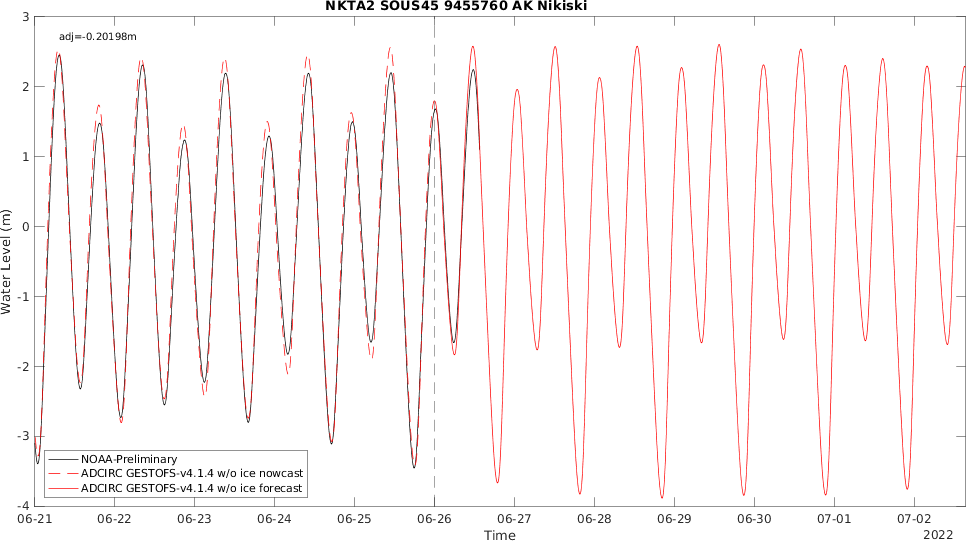 NKTA2 SOUS45 9455760 AK Nikiski
adj=-0.20198m
Water Level (m)
3
2
1
0
-1
-2
-3
-4
NOAA-Preliminary
ADCIRC GESTOFS-v4.1.4 w/o ice nowcast
ADCIRC GESTOFS-v4.1.4 w/o ice forecast
06-21 06-22 06-23 06-24 06-25 06-26 06-27 06-28 06-29 06-30 07-01 07-02
Time
2022